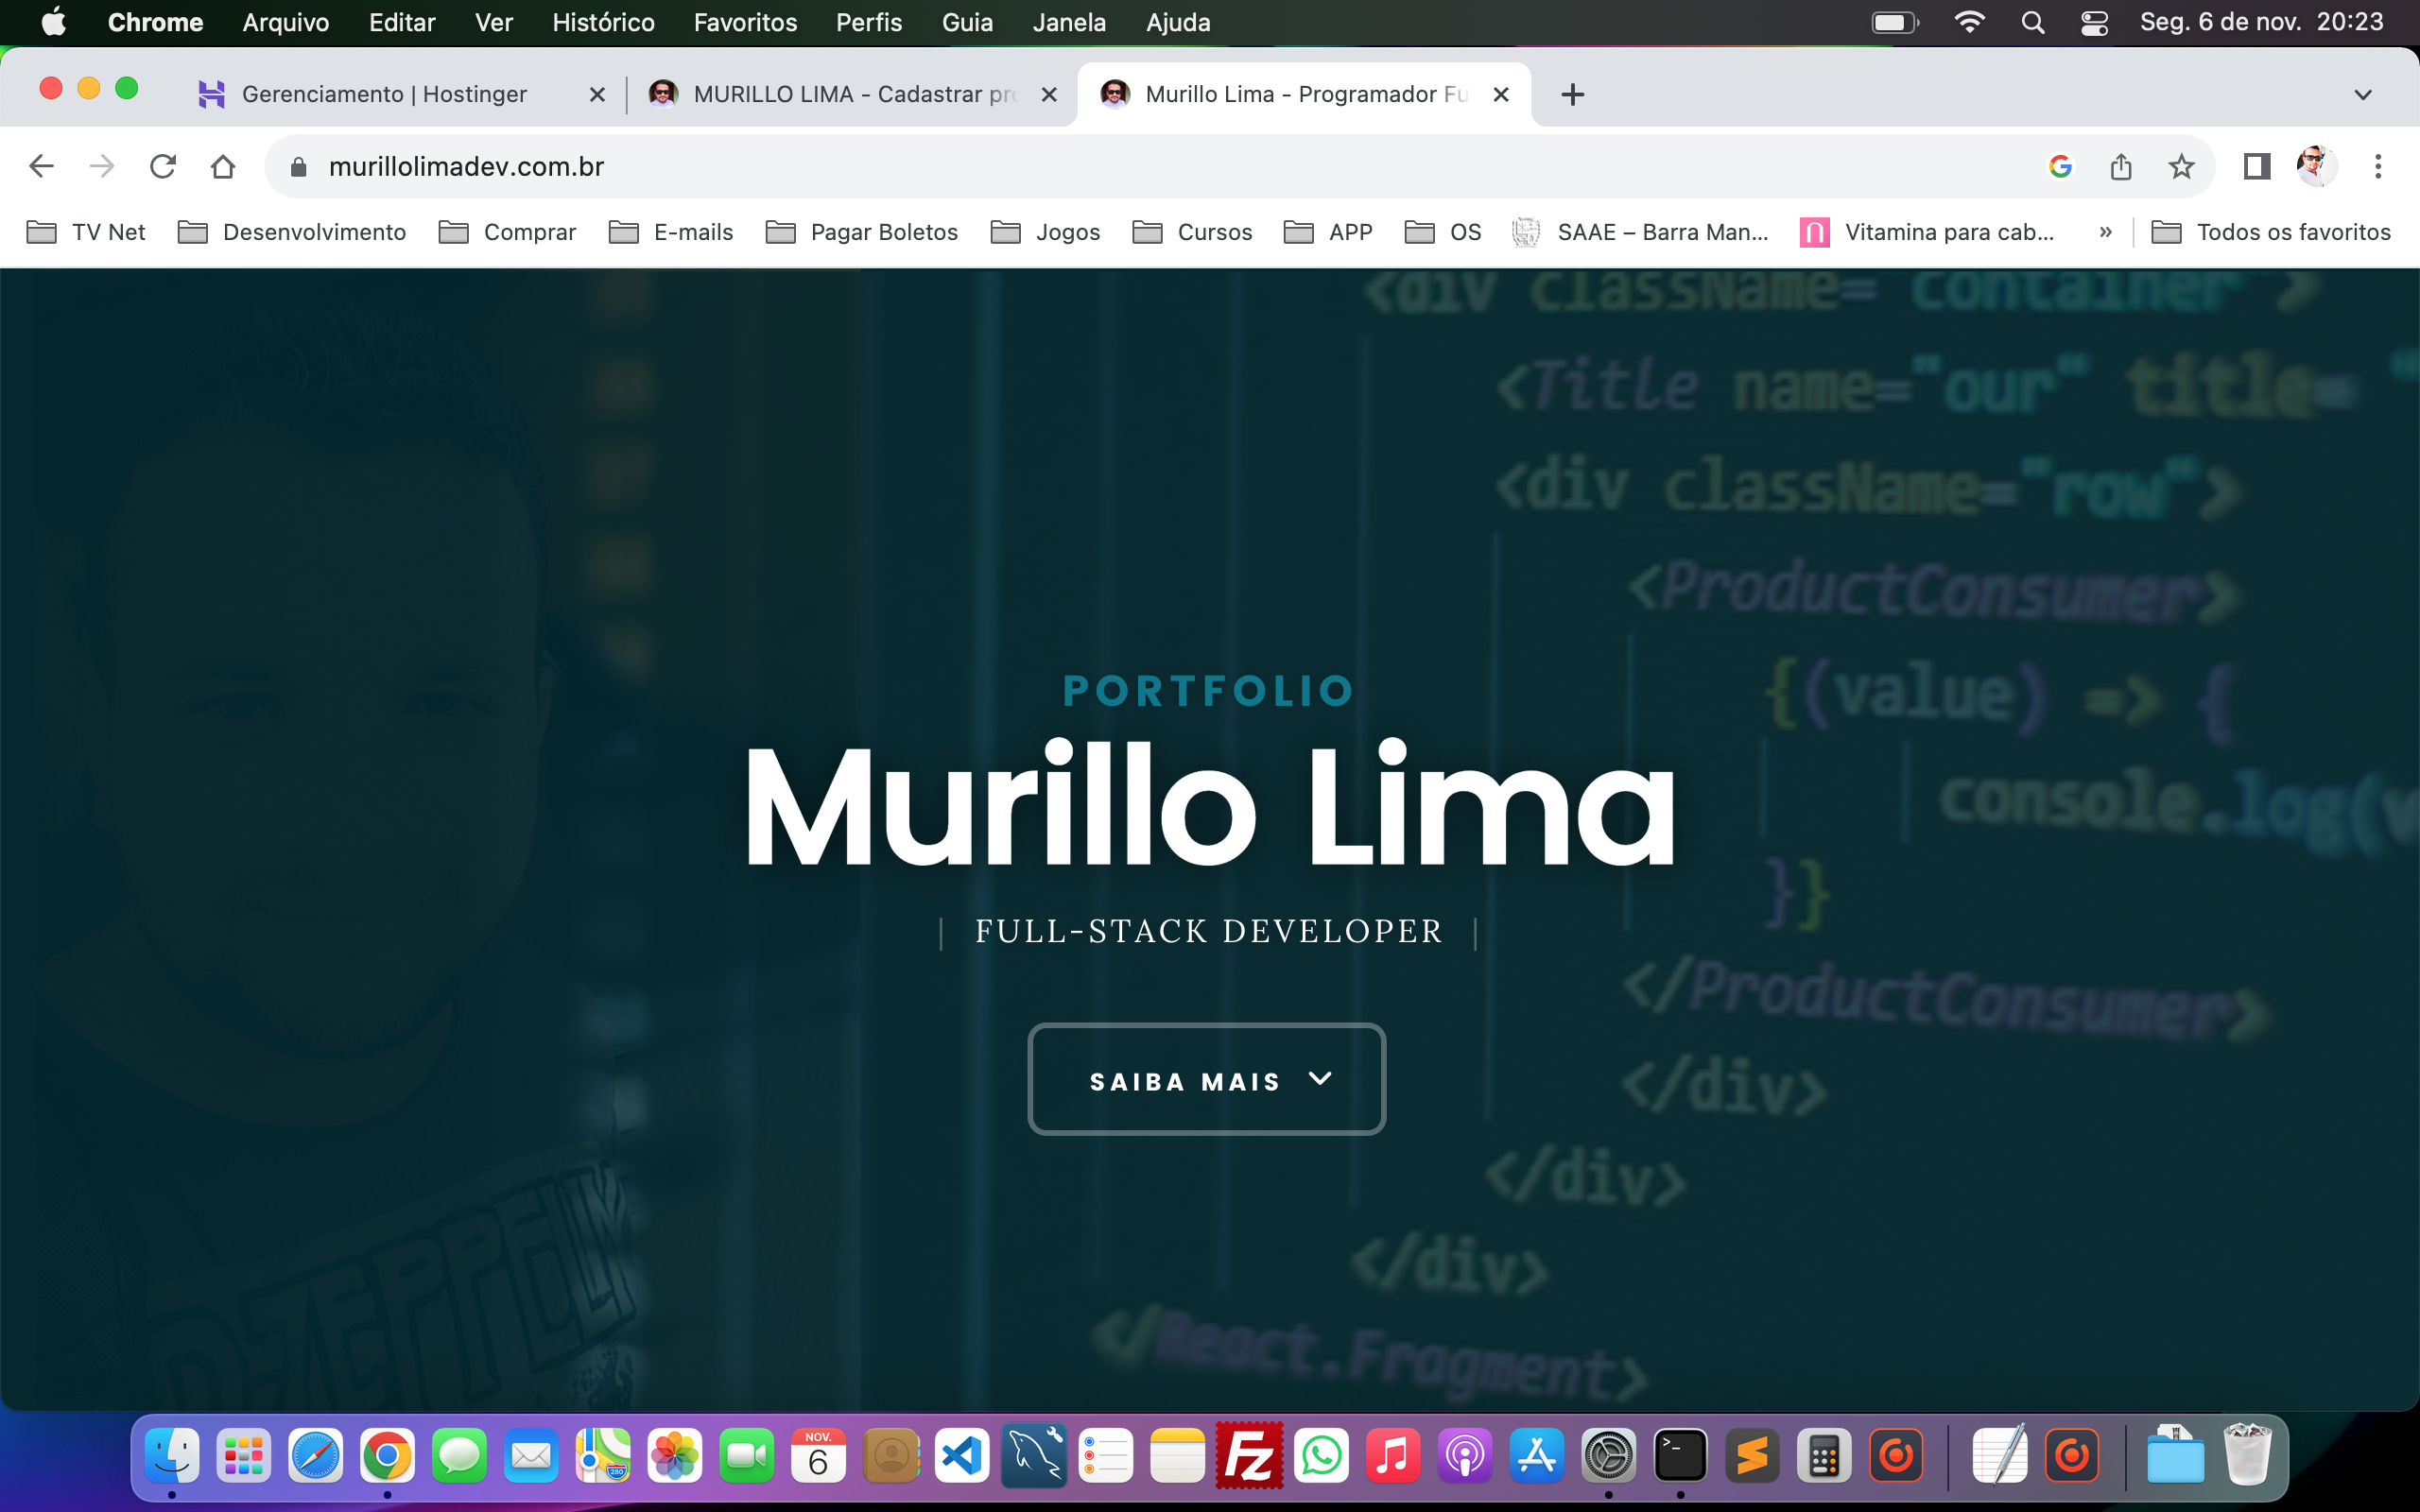 Chrome Arquivo Editar Ver Histórico Favoritos Perfis Guia Janela Ajuda Seg. 6 de nov. 20:23
Gerenciamento | Hostinger MURILLO LIMA - Cadastrar pro Murillo Lima - Programador Fu
murillolimadev.com.br
TV Net Desenvolvimento Comprar E-mails Pagar Boletos Jogos Cursos APP OS SAAE – Barra Man... Vitamina para cab... » Todos os favoritos
<div className="container">
<Title name="our" title= "
<div className="row">
<ProductConsumer>
{(value) => {
PORTFOLIO
Murillo Lima
console.log(v
}}
| FULL-STACK DEVELOPER |
</ProductConsumer>
SAIBA MAIS
</div>
</div>
</div>
D-ZEPPELIN
</React.Fragment>
NOV.
6
280
Fz
>_